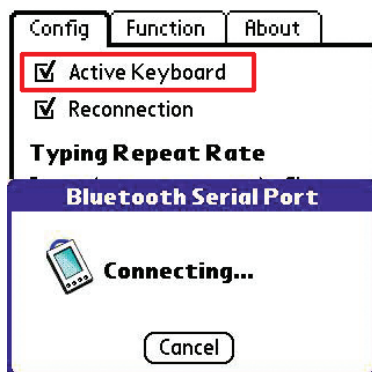 Config Function About
Active Keyboard
Reconnection
Typing Repeat Rate
Bluetooth Serial Port
Connecting...
Cancel